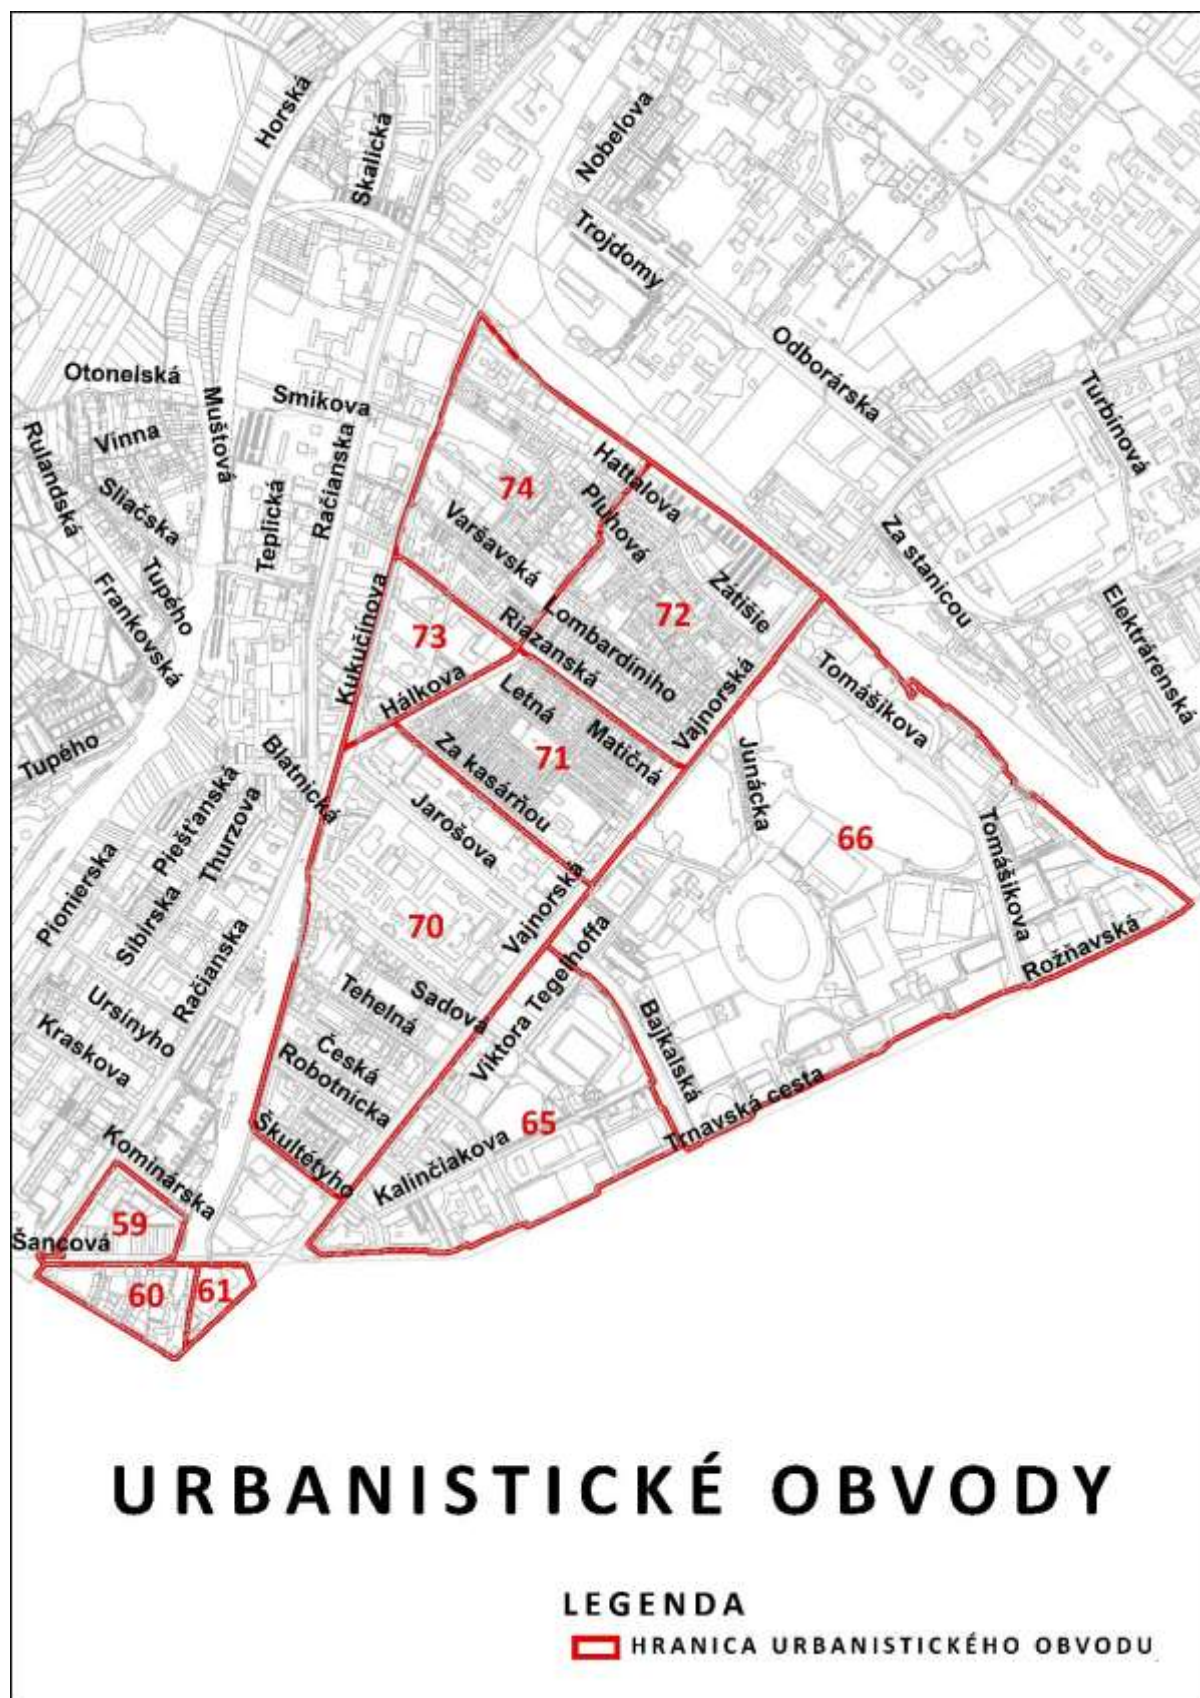 Horská
Skalická
Nobelova
Trojdomy
Odborárska
Turbínová
Otonelská
Smikova
Vinna
Muštová
Rulandská
Sliačska
Teplická
Račianska
Hattalova
74
Pluhová
Varšavská
Za stanicou
Tupého
Frankovská
Zátišie
Elektrárenská
Kukučínova
73
72
Riazanská
Lombardiniho
Tomášikova
Hálkova
Letná
Vajnorská
Matičná
Tupého
Blatnická
71
Za kasárňou
Junácka
Piešťanská
Thurzova
Jarošova
66
Tomášikova
Pionierska
Sibírska
70
Vajnorská
Račianska
Viktora Tegelhoffa
Rožňavská
Ursínyho
Tehelná
Sadová
Kraskova
Česká
Robotnícka
Bajkalská
Škultétyho
65
Trnavská cesta
Kominárska
Kalinčiakova
59
Šancová
60
61
URBANISTICKÉ OBVODY
LEGENDA
HRANICA URBANISTICKÉHO OBVODU